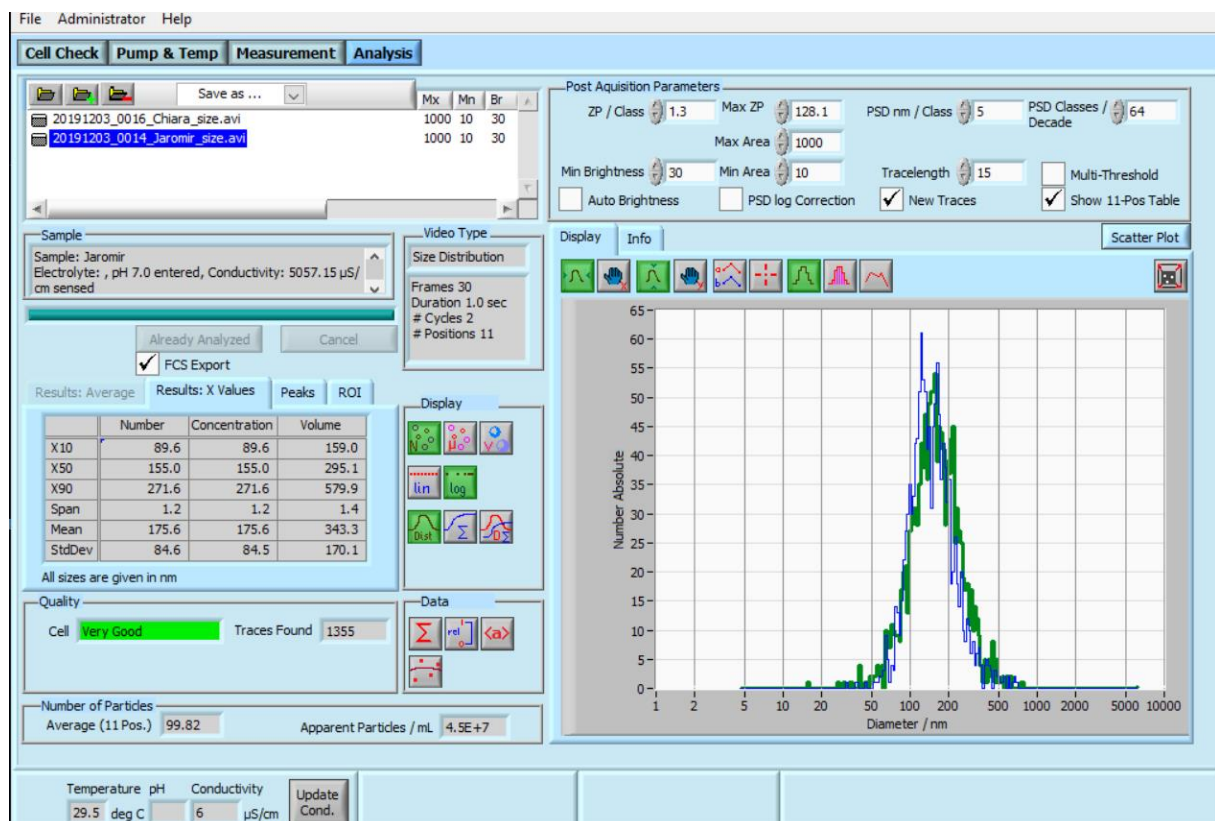 File Administrator Help
Cell Check Pump & Temp Measurement Analysis
Save as ...
Mx Mn Br
20191203_0016_Chiara_size.avi 1000 10 30
20191203_0014_Jaromir_size.avi 1000 10 30
Post Aquisition Parameters
ZP / Class 1.3 Max ZP 128.1 PSD nm / Class 5 PSD Classes / Decade 64
Max Area 1000
Min Brightness 30 Min Area 10 Tracelength 15 Multi-Threshold
Auto Brightness PSD log Correction New Traces Show 11-Pos Table
Sample
Sample: Jaromir
Electrolyte: , pH 7.0 entered, Conductivity: 5057.15 µS/
cm sensed
Video Type
Size Distribution
Frames 30
Duration 1.0 sec
# Cycles 2
# Positions 11
Already Analyzed Cancel
FCS Export
Results: Average Results: X Values Peaks ROI
Number Concentration Volume
X10 89.6 89.6 159.0
X50 155.0 155.0 295.1
X90 271.6 271.6 579.9
Span 1.2 1.2 1.4
Mean 175.6 175.6 343.3
StdDev 84.6 84.5 170.1
All sizes are given in nm
Display
N µ V
lin log
Dist Σ D Σ
Quality
Cell Very Good Traces Found 1355
Data
Σ rel <a>
Number of Particles
Average (11 Pos.) 99.82 Apparent Particles / mL 4.5E+7
Display Info Scatter Plot
65
60
55
50
45
40
35
30
25
20
15
10
5
0
Number Absolute
1 2 5 10 20 50 100 200 500 1000 2000 5000 10000
Diameter / nm
Temperature pH Conductivity
29.5 deg C 6 µS/cm
Update
Cond.